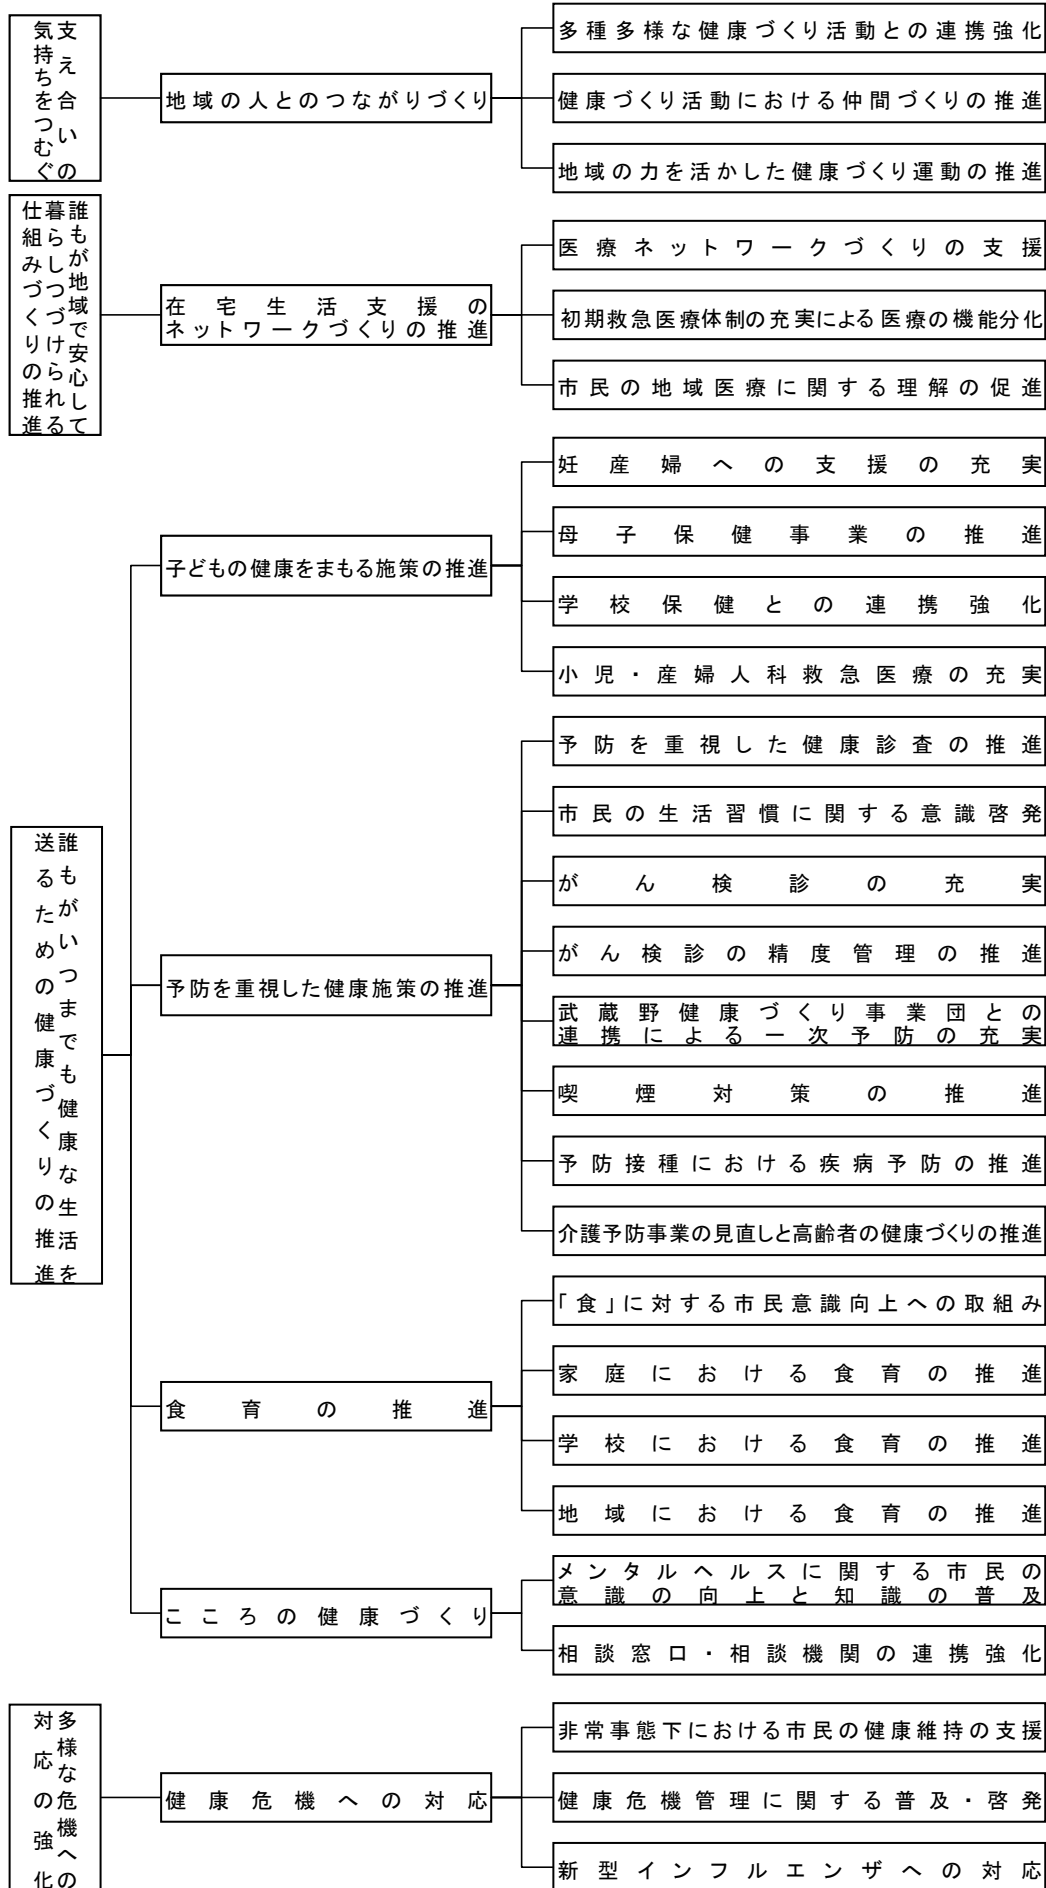 支え合いの
気持ちをつむぐ
地域の人とのつながりづくり
多種多様な健康づくり活動との連携強化
健康づくり活動における仲間づくりの推進
地域の力を活かした健康づくり運動の推進
誰もが地域で安心して
暮らしつづけられる
仕組みづくりの推進
在宅生活支援の
ネットワークづくりの推進
医療ネットワークづくりの支援
初期救急医療体制の充実による医療の機能分化
市民の地域医療に関する理解の促進
誰もがいつまでも健康な生活を
送るための健康づくりの推進
子どもの健康をまもる施策の推進
妊産婦への支援の充実
母子保健事業の推進
学校保健との連携強化
小児・産婦人科救急医療の充実
予防を重視した健康施策の推進
予防を重視した健康診査の推進
市民の生活習慣に関する意識啓発
がん検診の充実
がん検診の精度管理の推進
武蔵野健康づくり事業団との
連携による一次予防の充実
喫煙対策の推進
予防接種における疾病予防の推進
介護予防事業の見直しと高齢者の健康づくりの推進
食育の推進
「食」に対する市民意識向上への取組み
家庭における食育の推進
学校における食育の推進
地域における食育の推進
こころの健康づくり
メンタルヘルスに関する市民の
意識の向上と知識の普及
相談窓口・相談機関の連携強化
多様な危機への
対応の強化
健康危機への対応
非常事態下における市民の健康維持の支援
健康危機管理に関する普及・啓発
新型インフルエンザへの対応